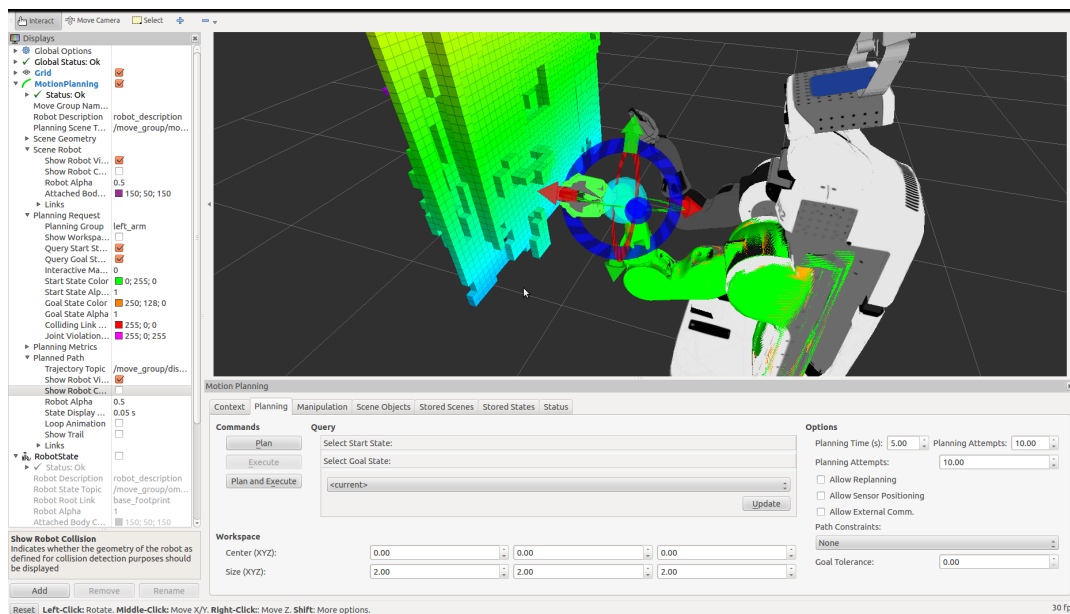 Interact Move Camera Select
Displays
Global Options
Global Status: Ok
Grid
MotionPlanning
Status: Ok
Move Group Nam...
Robot Description robot_description
Planning Scene T... /move_group/mo...
Scene Geometry
Scene Robot
Show Robot Vi...
Show Robot C...
Robot Alpha 0.5
Attached Bod... 150; 50; 150
Links
Planning Request
Planning Group left_arm
Show Workspa...
Query Start St...
Query Goal St...
Interactive Ma... 0
Start State Color 0; 255; 0
Start State Alp... 1
Goal State Color 250; 128; 0
Goal State Alpha 1
Colliding Link ... 255; 0; 0
Joint Violation... 255; 0; 255
Planning Metrics
Planned Path
Trajectory Topic /move_group/dis...
Show Robot Vi...
Show Robot C...
Robot Alpha 0.5
State Display ... 0.05 s
Loop Animation
Show Trail
Links
RobotState
Status: Ok
Robot Description robot_description
Robot State Topic /move_group/om...
Robot Root Link base_footprint
Robot Alpha 1
Attached Body C... 150; 50; 150
Show Robot Collision
Indicates whether the geometry of the robot as
defined for collision detection purposes should
be displayed
Add Remove Rename
Motion Planning
Context Planning Manipulation Scene Objects Stored Scenes Stored States Status
Commands
Plan
Execute
Plan and Execute
Query
Select Start State:
Select Goal State:
<current>
Update
Workspace
Center (XYZ): 0.00 0.00 0.00
Size (XYZ): 2.00 2.00 2.00
Options
Planning Time (s): 5.00 Planning Attempts: 10.00
Planning Attempts: 10.00
Allow Replanning
Allow Sensor Positioning
Allow External Comm.
Path Constraints:
None
Goal Tolerance: 0.00
Reset Left-Click: Rotate. Middle-Click: Move X/Y. Right-Click:: Move Z. Shift: More options. 30 fp